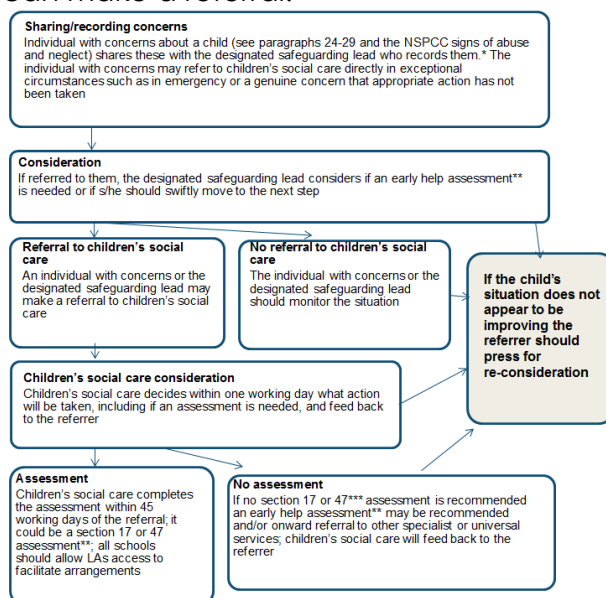 can make a referral.
Sharing/recording concerns
Individual with concerns about a child (see paragraphs 24-29 and the NSPCC signs of abuse
and neglect) shares these with the designated safeguarding lead who records them.* The
individual with concerns may refer to children's social care directly in exceptional
circumstances such as in emergency or a genuine concern that appropriate action has not
been taken
Consideration
If referred to them, the designated safeguarding lead considers if an early help assessment**
is needed or if s/he should swiftly move to the next step
Referral to children's social
care
An individual with concerns or the
designated safeguarding lead may
make a referral to children's social
care
No referral to children's social
care
The individual with concerns or the
designated safeguarding lead
should monitor the situation
If the child's
situation does not
appear to be
improving the
referrer should
press for
re-consideration
Children's social care consideration
Children's social care decides within one working day what action
will be taken, including if an assessment is needed, and feed back
to the referrer
Assessment
Children's social care completes
the assessment within 45
working days of the referral; it
could be a section 17 or 47
assessment**; all schools
should allow LAs access to
facilitate arrangements
No assessment
If no section 17 or 47*** assessment is recommended
an early help assessment** may be recommended
and/or onward referral to other specialist or universal
services; children's social care will feed back to the
referrer